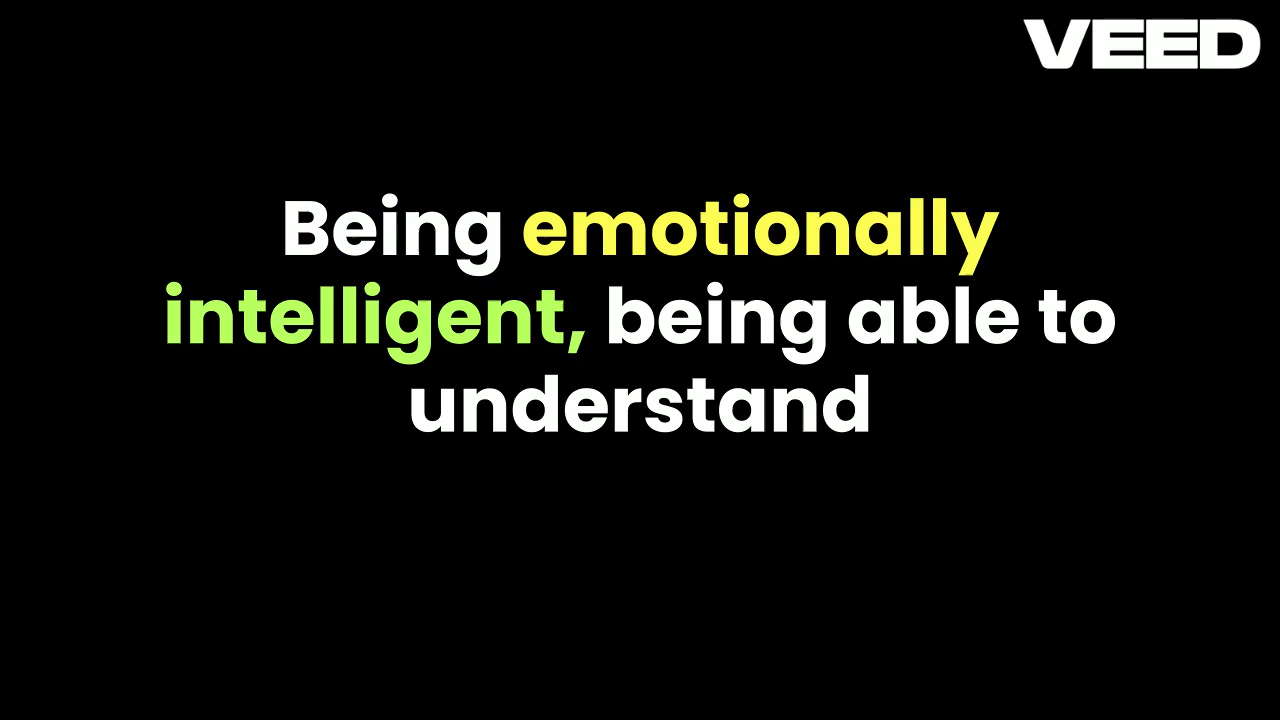 VEED
Being emotionally
intelligent, being able to
understand